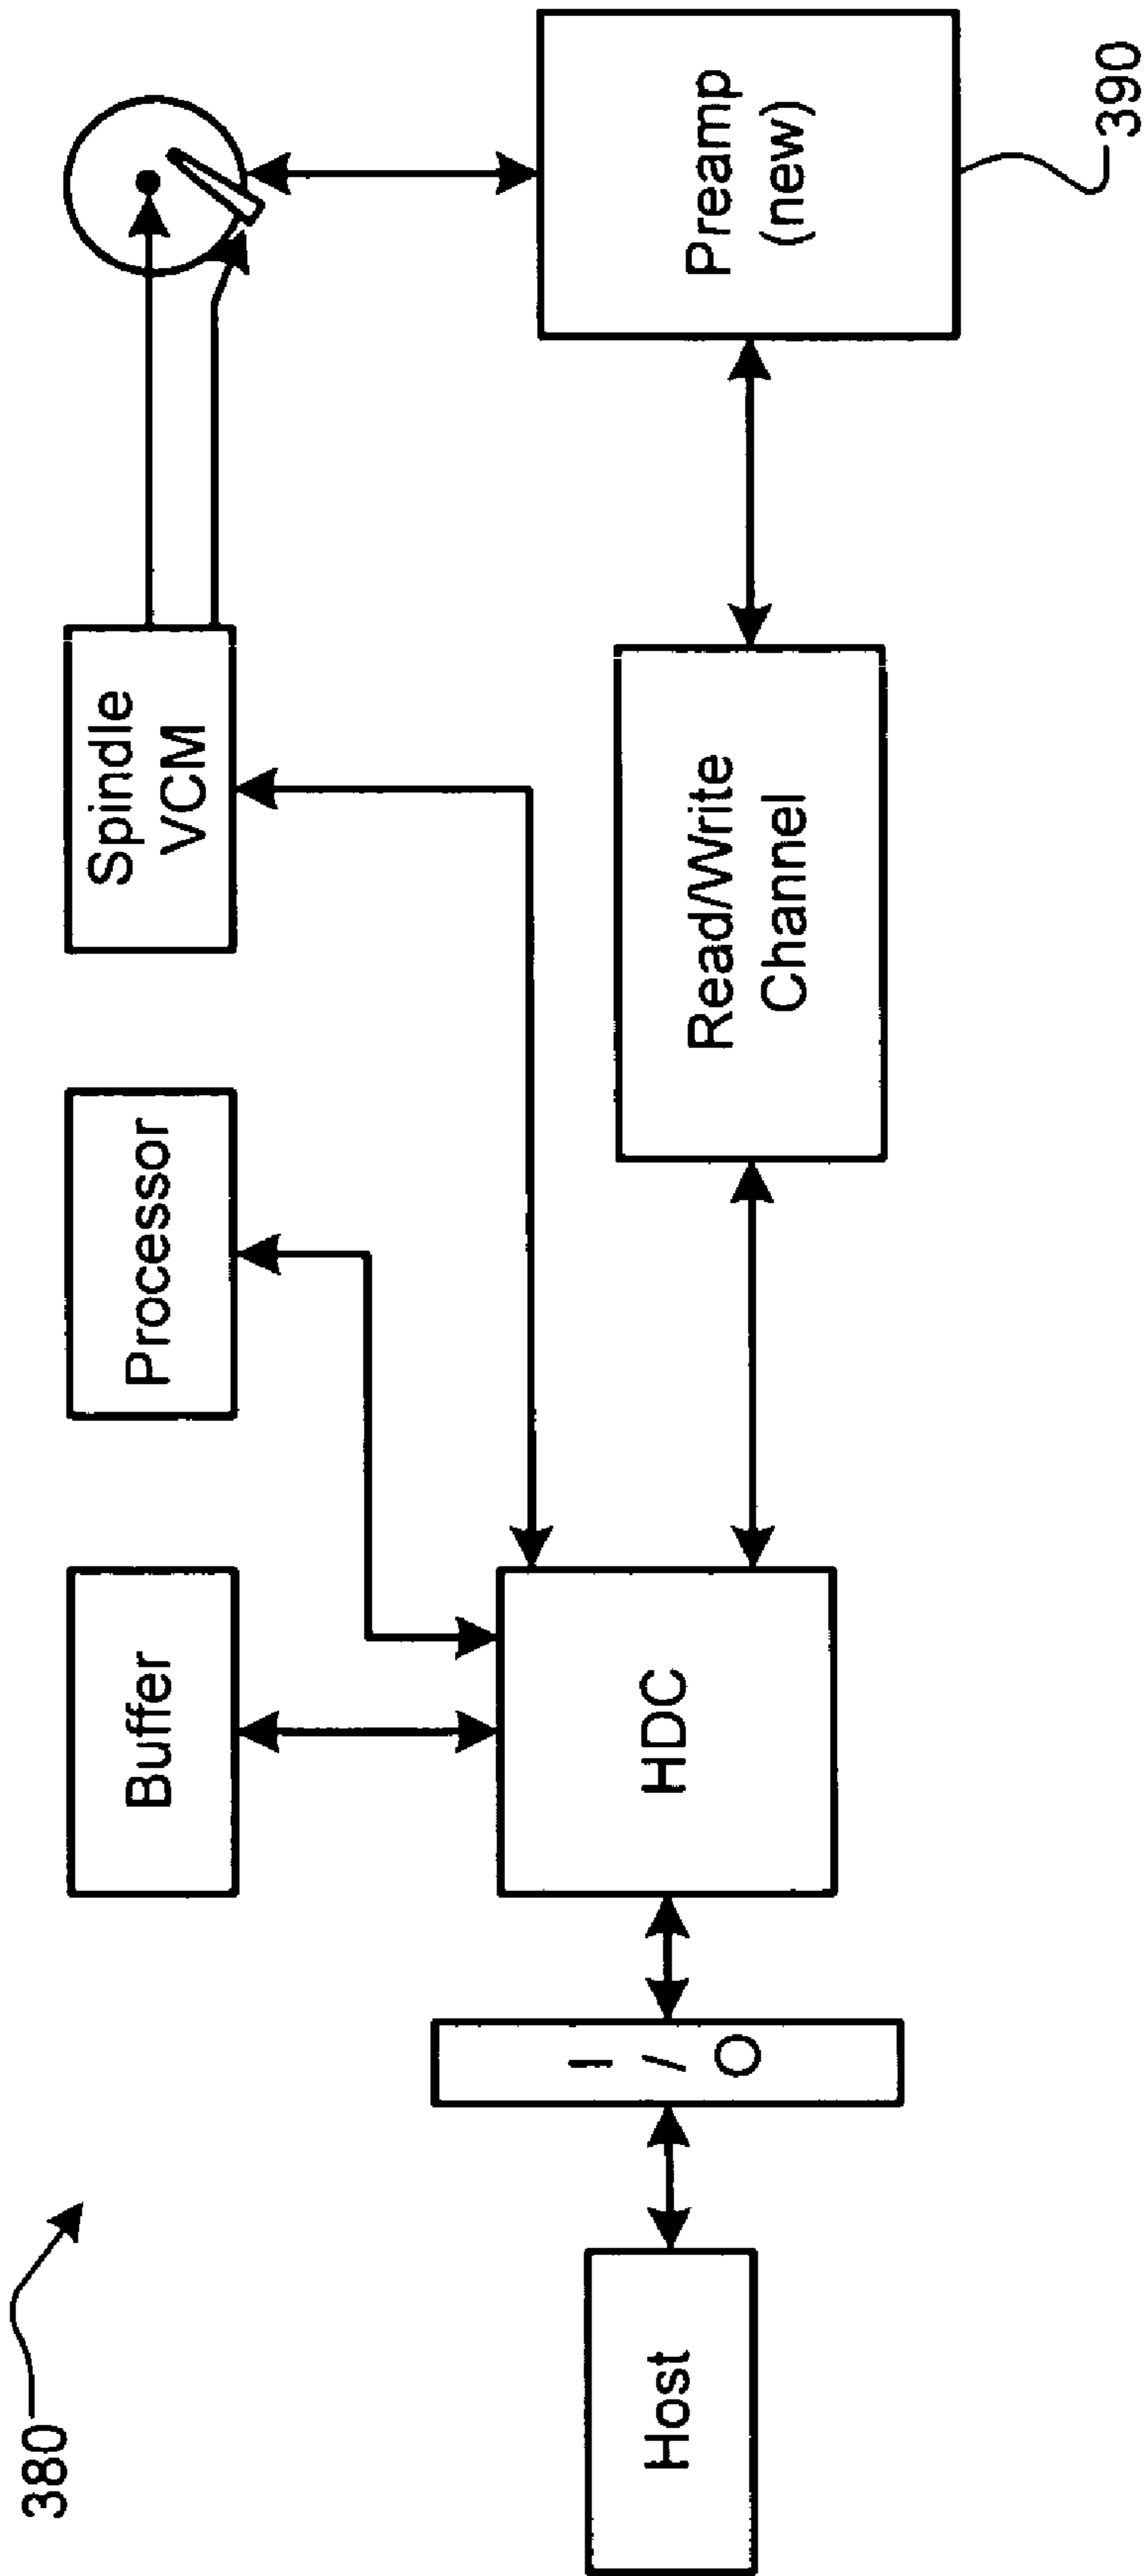 380
Buffer
Processor
Spindle
VCM
Host
I
/
O
HDC
Read/Write
Channel
Preamp
(new)
390